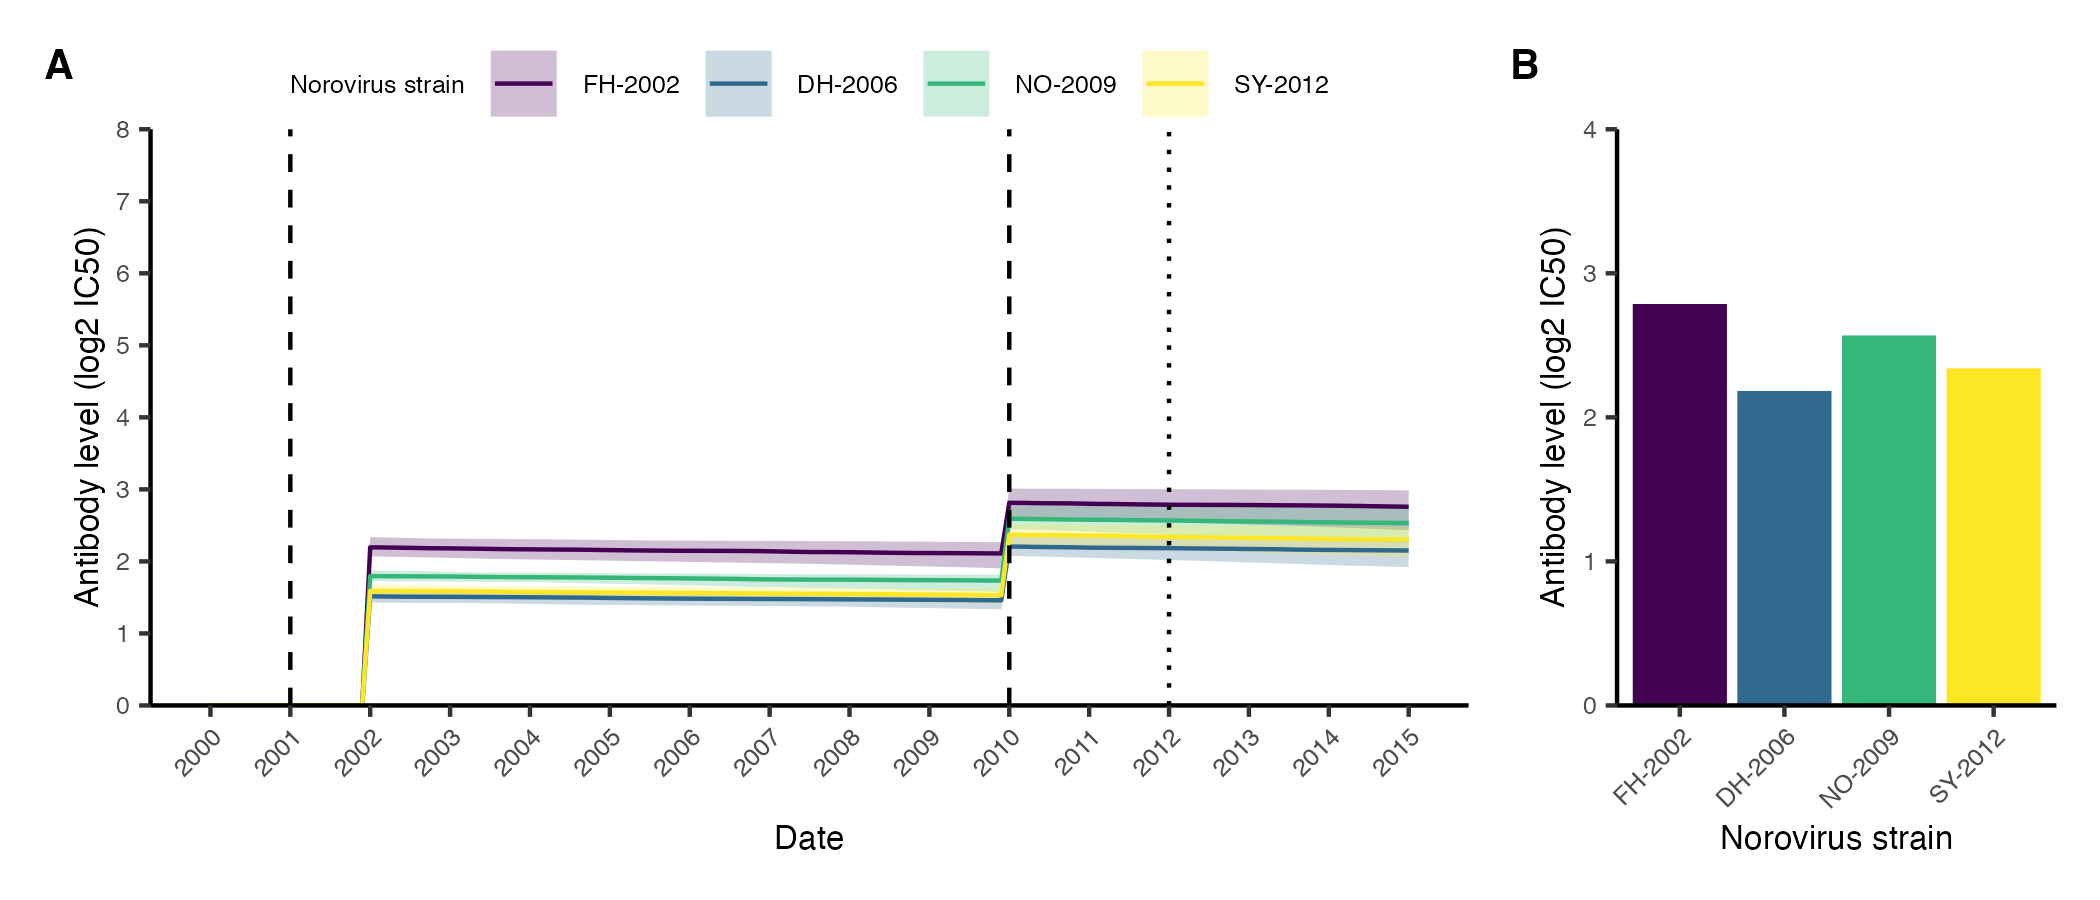 A
Norovirus strain FH-2002 DH-2006 NO-2009 SY-2012
Antibody level (log2 IC50)
8
7
6
5
4
3
2
1
0
2000 2001 2002 2003 2004 2005 2006 2007 2008 2009 2010 2011 2012 2013 2014 2015
Date
B
Antibody level (log2 IC50)
4
3
2
1
0
FH-2002 DH-2006 NO-2009 SY-2012
Norovirus strain